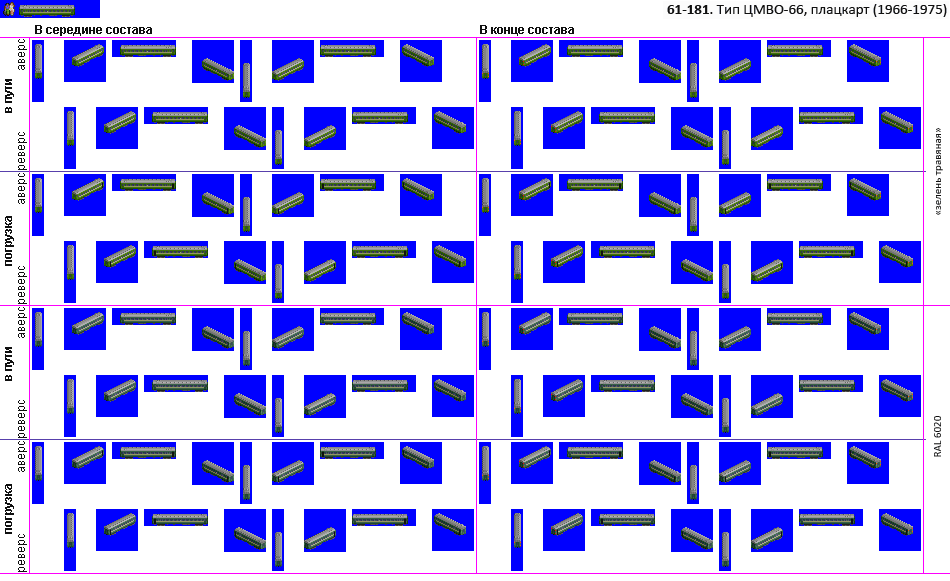 61-181. Тип ЦМВО-66, плацкарт (1966-1975)
В середине состава
В конце состава
аверс
в пути
реверс
аверс
погрузка
реверс
«зелень травяная»
аверс
в пути
реверс
аверс
погрузка
реверс
RAL 6020